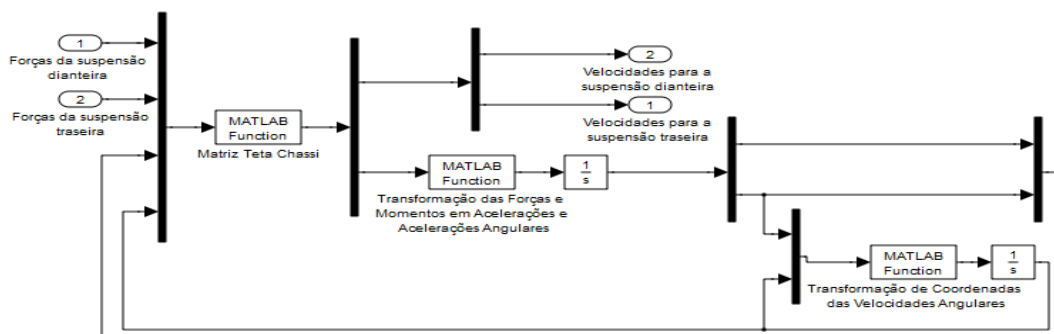 1
Forças da suspensão
dianteira
2
Forças da suspensão
traseira
MATLAB
Function
Matriz Teta Chassi
2
Velocidades para a
suspensão dianteira
1
Velocidades para a
suspensão traseira
MATLAB
Function
Transformação das Forças e
Momentos em Acelerações e
Acelerações Angulares
1
s
MATLAB
Function
Transformação de Coordenadas
das Velocidades Angulares
1
s